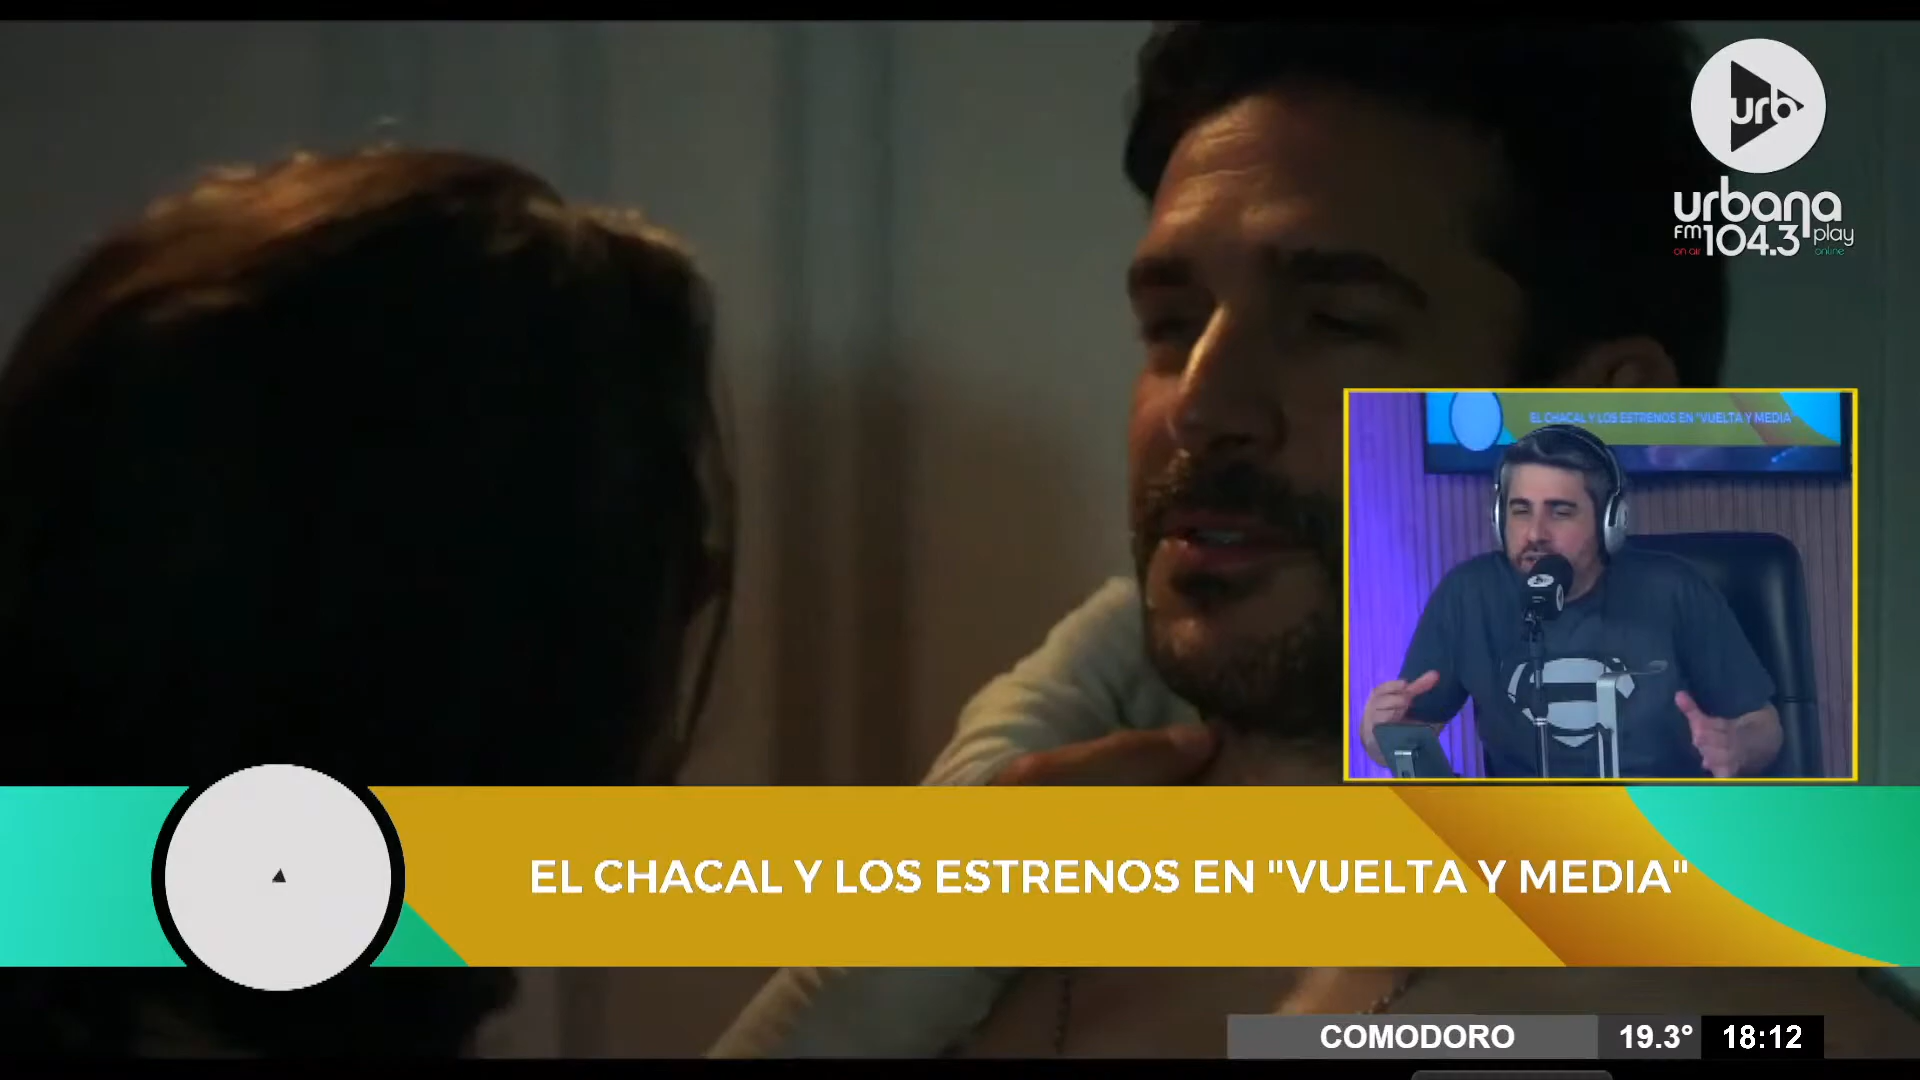 urb
urbana
FM 104.3 play
on air online
EL CHACAL Y LOS ESTRENOS EN "VUELTA Y MEDIA"
EL CHACAL Y LOS ESTRENOS EN "VUELTA Y MEDIA"
COMODORO 19.3° 18:12